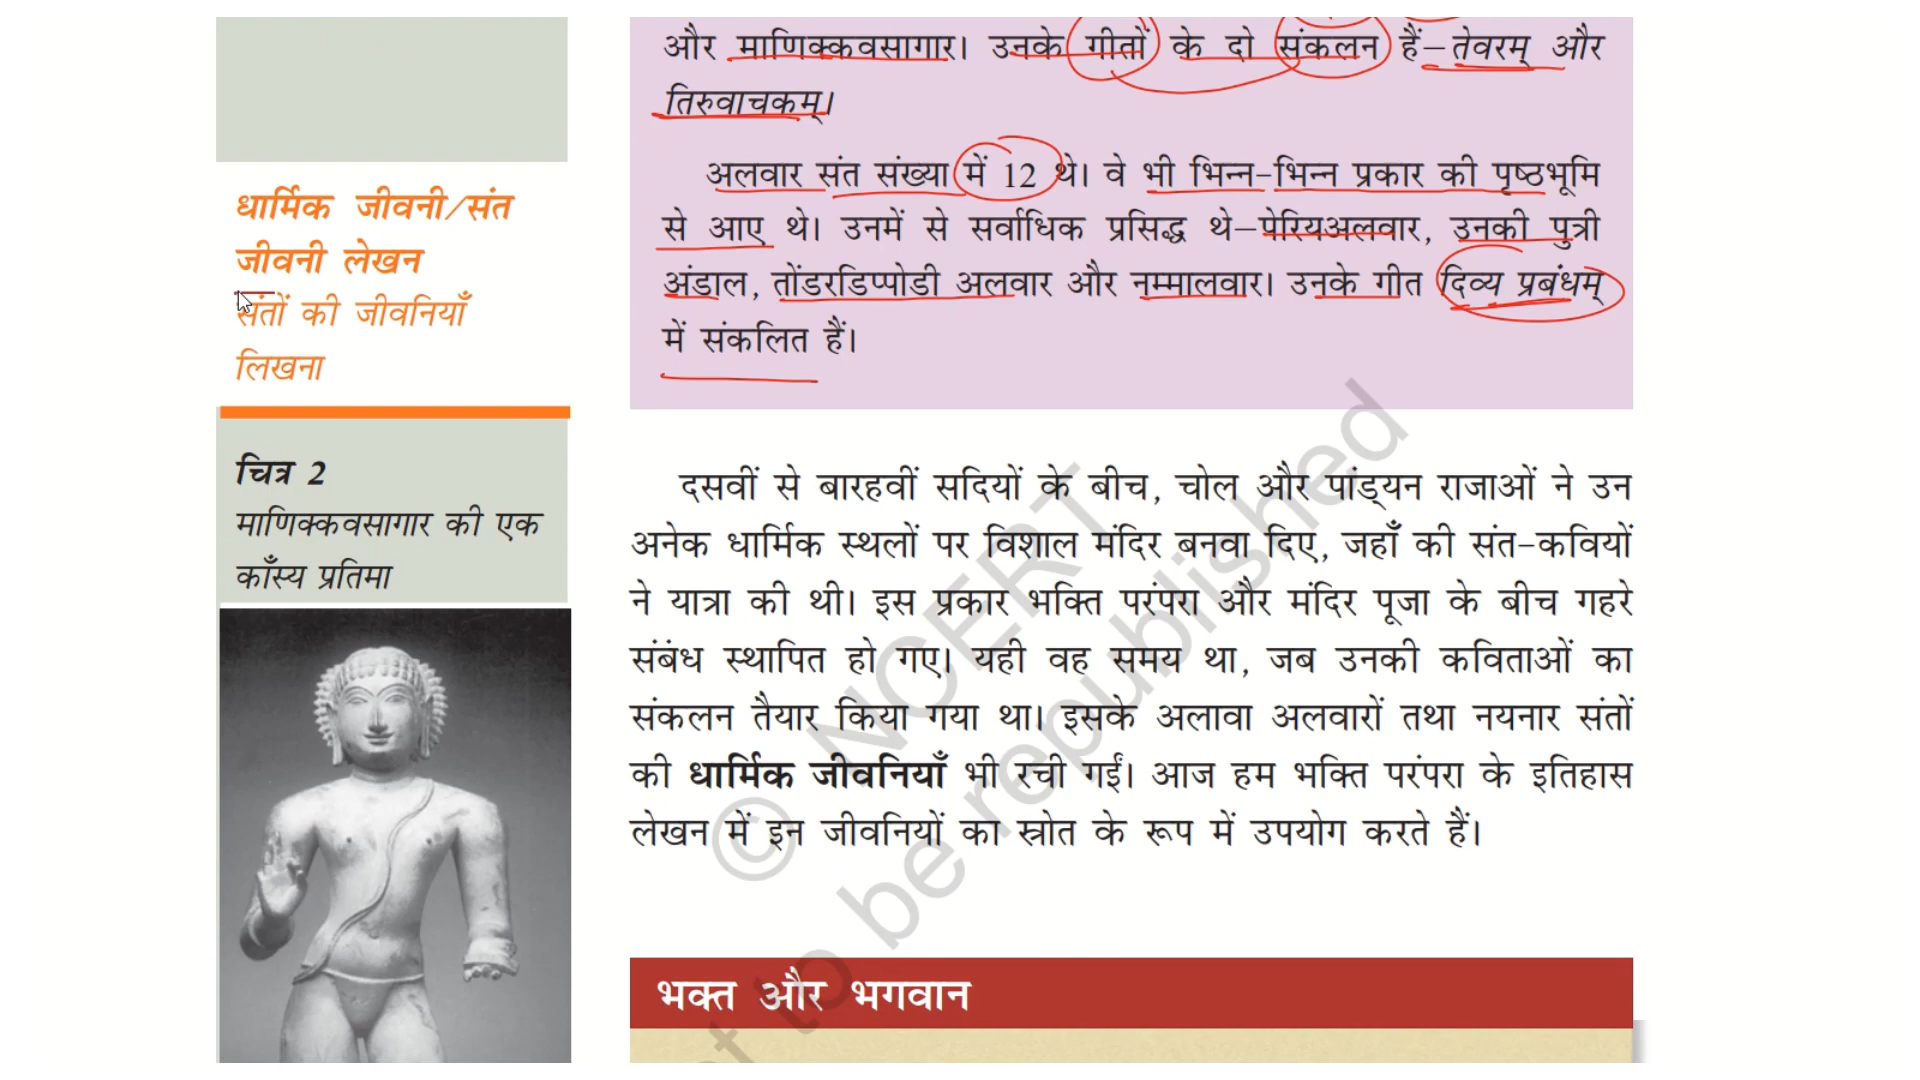 धार्मिक जीवनी/संत
जीवनी लेखन
संतों की जीवनियाँ
लिखना
चित्र 2
माणिक्कवसागार की एक
काँस्य प्रतिमा
और माणिक्कवसागार। उनके गीतों के दो संकलन हैं–तेवरम् और
तिरुवाचकम्।
अलवार संत संख्या में 12 थे। वे भी भिन्न-भिन्न प्रकार की पृष्ठभूमि
से आए थे। उनमें से सर्वाधिक प्रसिद्ध थे–पेरियअलवार, उनकी पुत्री
अंडाल, तोंडरडिप्पोडी अलवार और नम्मालवार। उनके गीत दिव्य प्रबंधम्
में संकलित हैं।
दसवीं से बारहवीं सदियों के बीच, चोल और पांड्यन राजाओं ने उन
अनेक धार्मिक स्थलों पर विशाल मंदिर बनवा दिए, जहाँ की संत-कवियों
ने यात्रा की थी। इस प्रकार भक्ति परंपरा और मंदिर पूजा के बीच गहरे
संबंध स्थापित हो गए। यही वह समय था, जब उनकी कविताओं का
संकलन तैयार किया गया था। इसके अलावा अलवारों तथा नयनार संतों
की धार्मिक जीवनियाँ भी रची गईं। आज हम भक्ति परंपरा के इतिहास
लेखन में इन जीवनियों का स्रोत के रूप में उपयोग करते हैं।
© NCERT
to be republished
भक्त और भगवान